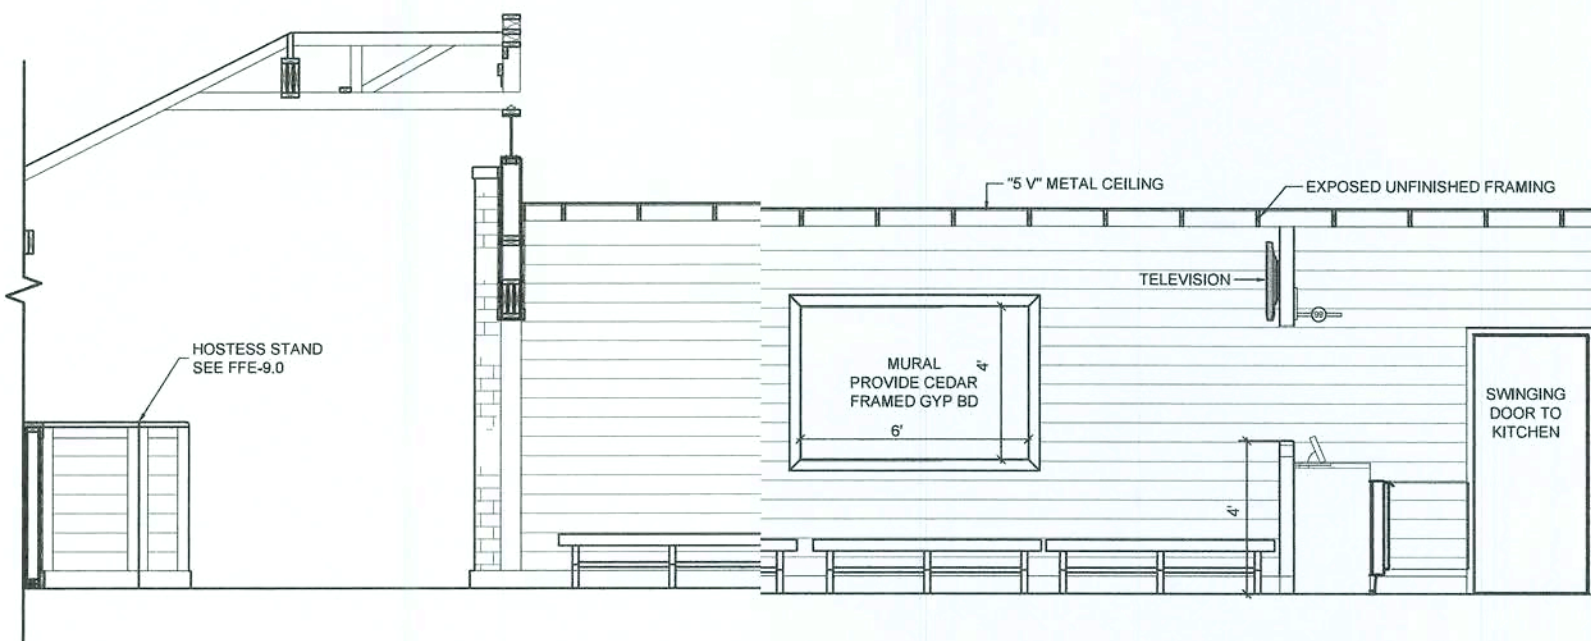 "5 V" METAL CEILING
EXPOSED UNFINISHED FRAMING
TELEVISION
HOSTESS STAND
SEE FFE-9.0
MURAL
PROVIDE CEDAR
FRAMED GYP BD
4'
6'
SWINGING
DOOR TO
KITCHEN
4'